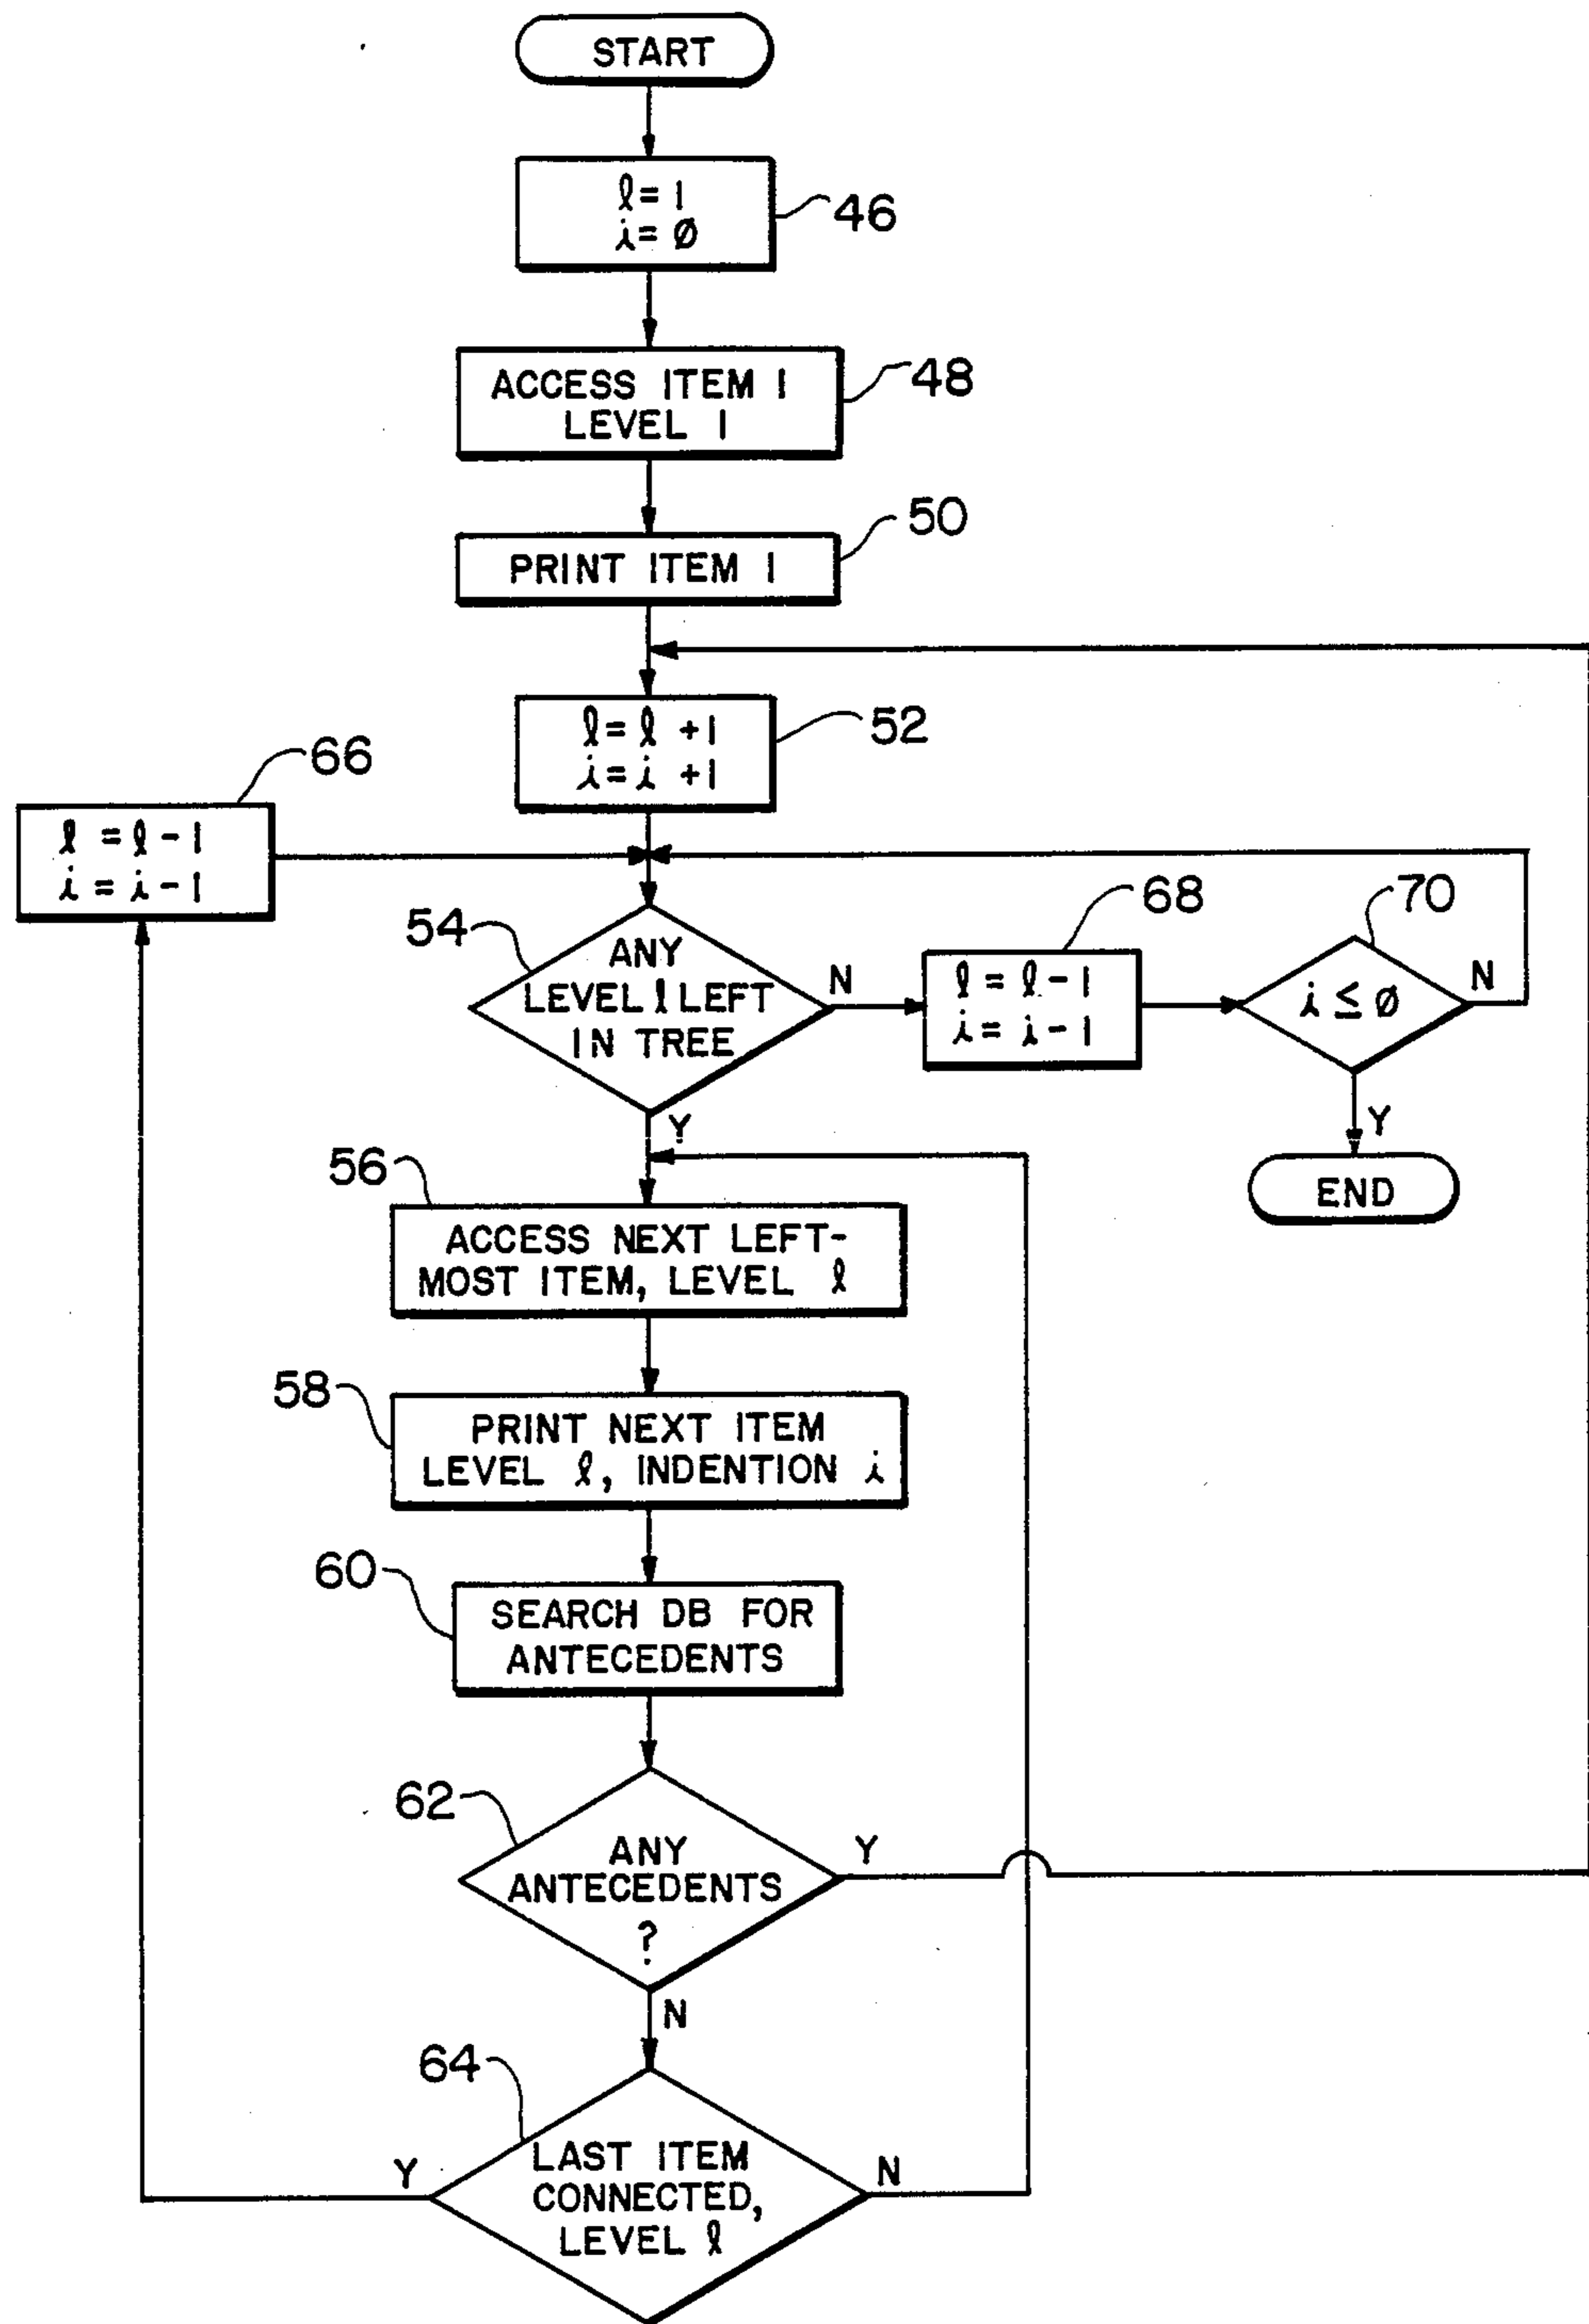 START
ℓ = 1
i = Ø
46
ACCESS ITEM 1
LEVEL 1
48
PRINT ITEM 1
50
ℓ = ℓ + 1
i = i + 1
52
66
ℓ = ℓ - 1
i = i - 1
54
ANY
LEVEL ℓ LEFT
IN TREE
N
68
ℓ = ℓ - 1
i = i - 1
70
i ≤ Ø
N
Y
END
Y
56
ACCESS NEXT LEFT-
MOST ITEM, LEVEL ℓ
58
PRINT NEXT ITEM
LEVEL ℓ, INDENTION i
60
SEARCH DB FOR
ANTECEDENTS
62
ANY
ANTECEDENTS
?
Y
N
64
LAST ITEM
CONNECTED,
LEVEL ℓ
Y
N